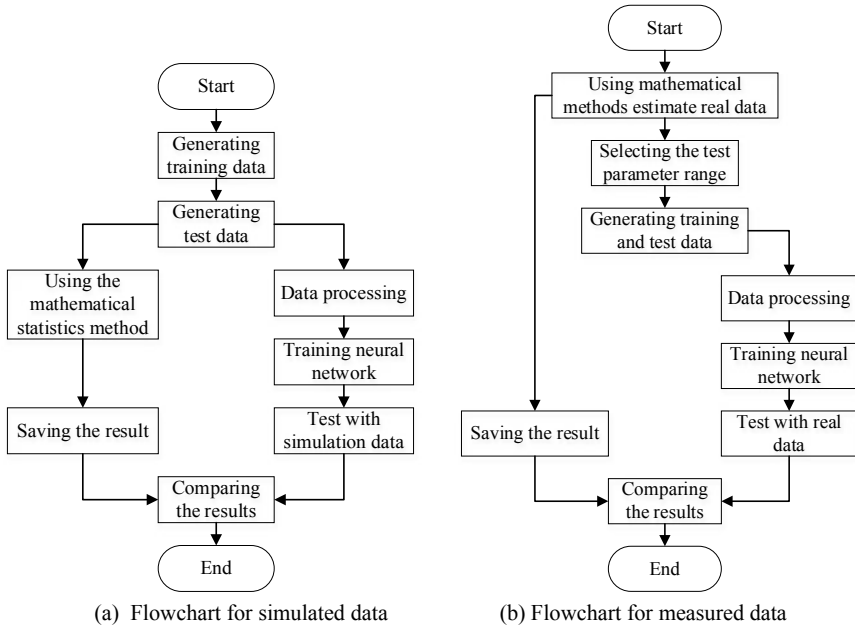 Start
Generating
training data
Generating
test data
Using the
mathematical
statistics method
Data processing
Training neural
network
Saving the result
Test with
simulation data
Comparing
the results
End
(a) Flowchart for simulated data
Start
Using mathematical
methods estimate real data
Selecting the test
parameter range
Generating training
and test data
Data processing
Training neural
network
Saving the result
Test with real
data
Comparing
the results
End
(b) Flowchart for measured data